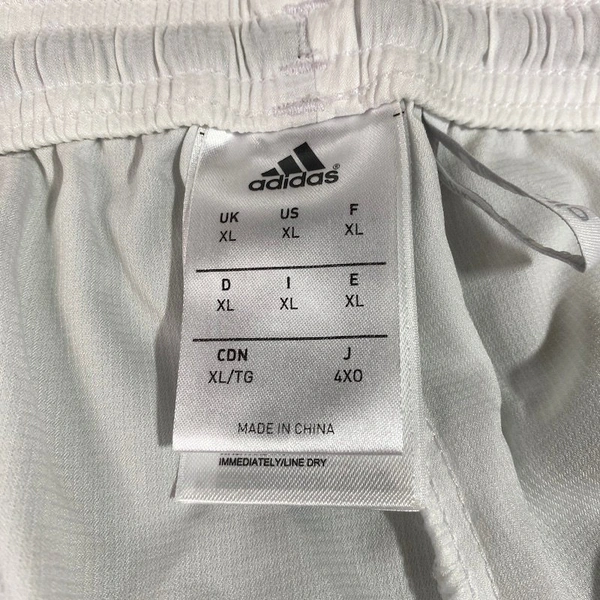 adidas®
UK US F
XL XL XL
D I E
XL XL XL
CDN J
XL/TG 4XO
MADE IN CHINA
IMMEDIATELY/LINE DRY